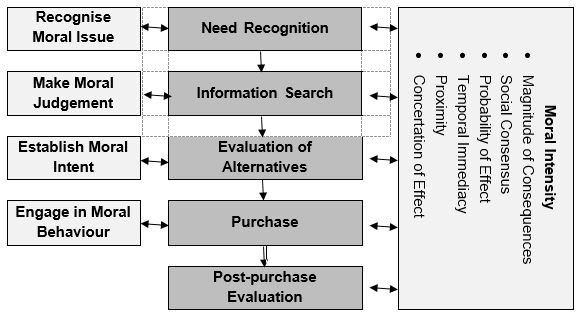 Recognise
Moral Issue
Need Recognition
Make Moral
Judgement
Information Search
Establish Moral
Intent
Evaluation of
Alternatives
Engage in Moral
Behaviour
Purchase
Post-purchase
Evaluation
Moral Intensity
• Magnitude of Consequences
• Social Consensus
• Probability of Effect
• Temporal Immediacy
• Proximity
• Concertation of Effect